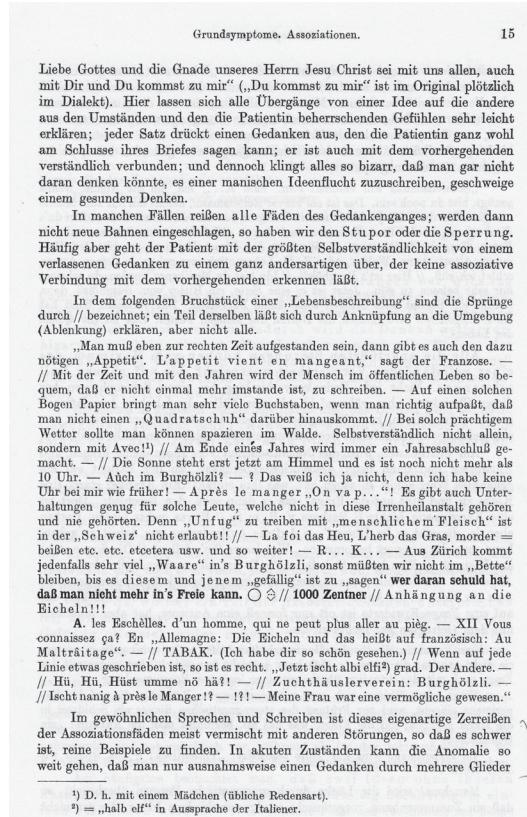 Grundsymptome. Assoziationen. 15
Liebe Gottes und die Gnade unseres Herrn Jesu Christ sei mit uns allen, auch
mit Dir und Du kommst zu mir“ („Du kommst zu mir“ ist im Original plötzlich
im Dialekt). Hier lassen sich alle Übergänge von einer Idee auf die andere
aus den Umständen und den die Patientin beherrschenden Gefühlen sehr leicht
erklären; jeder Satz drückt einen Gedanken aus, den die Patientin ganz wohl
am Schlusse ihres Briefes sagen kann; er ist auch mit dem vorhergehenden
verständlich verbunden; und dennoch klingt alles so bizarr, daß man gar nicht
daran denken könnte, es einer manischen Ideenflucht zuzuschreiben, geschweige
einem gesunden Denken.
In manchen Fällen reißen alle Fäden des Gedankenganges; werden dann
nicht neue Bahnen eingeschlagen, so haben wir den Stupor oder die Sperrung.
Häufig aber geht der Patient mit der größten Selbstverständlichkeit von einem
verlassenen Gedanken zu einem ganz andersartigen über, der keine assoziative
Verbindung mit dem vorhergehenden erkennen läßt.
In dem folgenden Bruchstück einer „Lebensbeschreibung“ sind die Sprünge
durch // bezeichnet; ein Teil derselben läßt sich durch Anknüpfung an die Umgebung
(Ablenkung) erklären, aber nicht alle.
„Man muß eben zur rechten Zeit aufgestanden sein, dann gibt es auch den dazu
nötigen „Appetit“. L'appetit vient en mangeant,“ sagt der Franzose. —
// Mit der Zeit und mit den Jahren wird der Mensch im öffentlichen Leben so be-
quem, daß er nicht einmal mehr imstande ist, zu schreiben. — Auf einen solchen
Bogen Papier bringt man sehr viele Buchstaben, wenn man richtig aufpaßt, daß
man nicht einen „Quadratschuh“ darüber hinauskommt. // Bei solch prächtigem
Wetter sollte man können spazieren im Walde. Selbstverständlich nicht allein,
sondern mit Avec!¹) // Am Ende eines Jahres wird immer ein Jahresabschluß ge-
macht. — // Die Sonne steht erst jetzt am Himmel und es ist noch nicht mehr als
10 Uhr. — Auch im Burghölzli? — ? Das weiß ich ja nicht, denn ich habe keine
Uhr bei mir wie früher! — Après le manger „On va p...“! Es gibt auch Unter-
haltungen genug für solche Leute, welche nicht in diese Irrenheilanstalt gehören
und nie gehörten. Denn „Unfug“ zu treiben mit „menschlichem Fleisch“ ist
in der „Schweiz‘ nicht erlaubt!! // — La foi das Heu, L'herb das Gras, morder =
beißen etc. etc. etcetera usw. und so weiter! — R... K... — Aus Zürich kommt
jedenfalls sehr viel „Waare“ in's Burghölzli, sonst müßten wir nicht im „Bette“
bleiben, bis es diesem und jenem „gefällig“ ist zu „sagen“ wer daran schuld hat,
daß man nicht mehr in's Freie kann. ◯ // 1000 Zentner // Anhängung an die
Eicheln!!!
A. les Eschêlles. d'un homme, qui ne peut plus aller au pièg. — XII Vous
connaissez ça? En „Allemagne: Die Eicheln und das heißt auf französisch: Au
Maltrâitage“. — // TABAK. (Ich habe dir so schön gesehen.) // Wenn auf jede
Linie etwas geschrieben ist, so ist es recht. „Jetzt ischt albi elfi²) grad. Der Andere. —
// Hü, Hü, Hüst umme nö hä?! — // Zuchthäuslerverein: Burghölzli. —
// Ischt nanig à près le Manger!? — !?! — Meine Frau war eine vermögliche gewesen.“
Im gewöhnlichen Sprechen und Schreiben ist dieses eigenartige Zerreißen
der Assoziationsfäden meist vermischt mit anderen Störungen, so daß es schwer
ist, reine Beispiele zu finden. In akuten Zuständen kann die Anomalie so
weit gehen, daß man nur ausnahmsweise einen Gedanken durch mehrere Glieder
¹) D. h. mit einem Mädchen (übliche Redensart).
²) = „halb elf“ in Aussprache der Italiener.